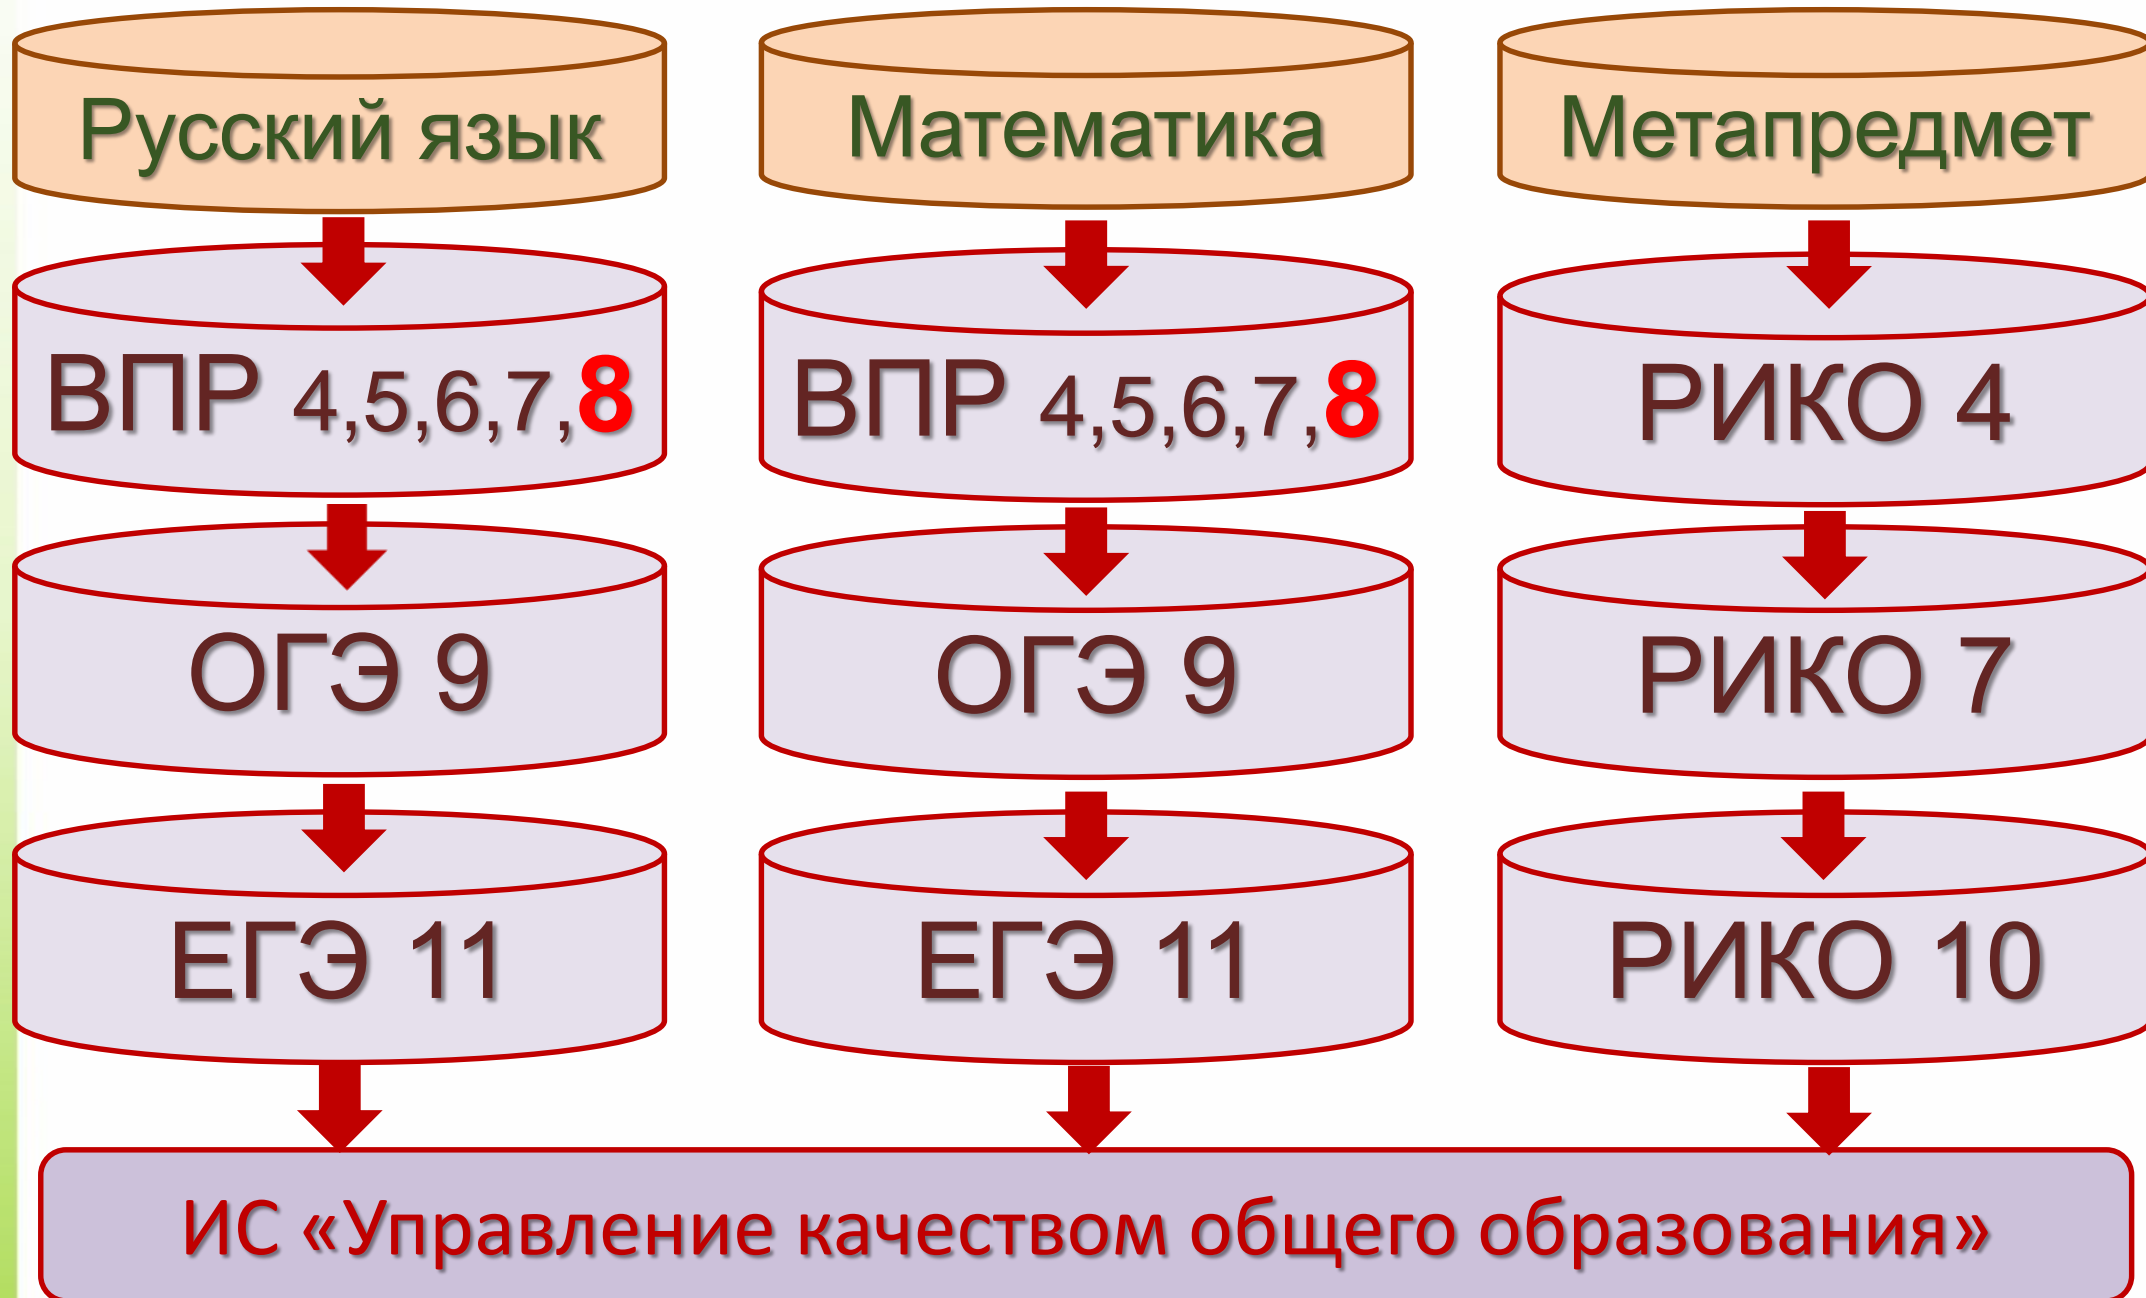 Русский язык
Математика
Метапредмет
ВПР 4,5,6,7,8
ВПР 4,5,6,7,8
РИКО 4
ОГЭ 9
ОГЭ 9
РИКО 7
ЕГЭ 11
ЕГЭ 11
РИКО 10
ИС «Управление качеством общего образования»